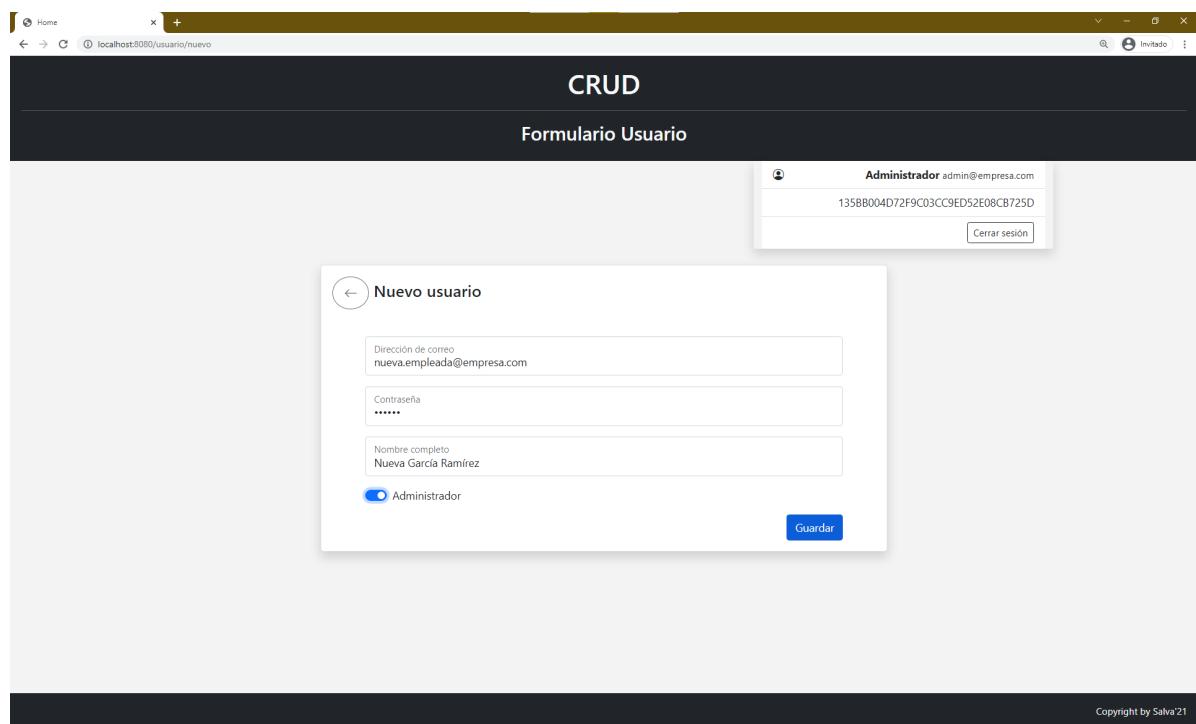 Home
localhost:8080/usuario/nuevo
Invitado
CRUD
Formulario Usuario
Administrador admin@empresa.com
135BB004D72F9C03CC9ED52E08CB725D
Cerrar sesión
Nuevo usuario
Dirección de correo
nueva.empleada@empresa.com
Contraseña
••••••
Nombre completo
Nueva García Ramírez
Administrador
Guardar
Copyright by Salva'21